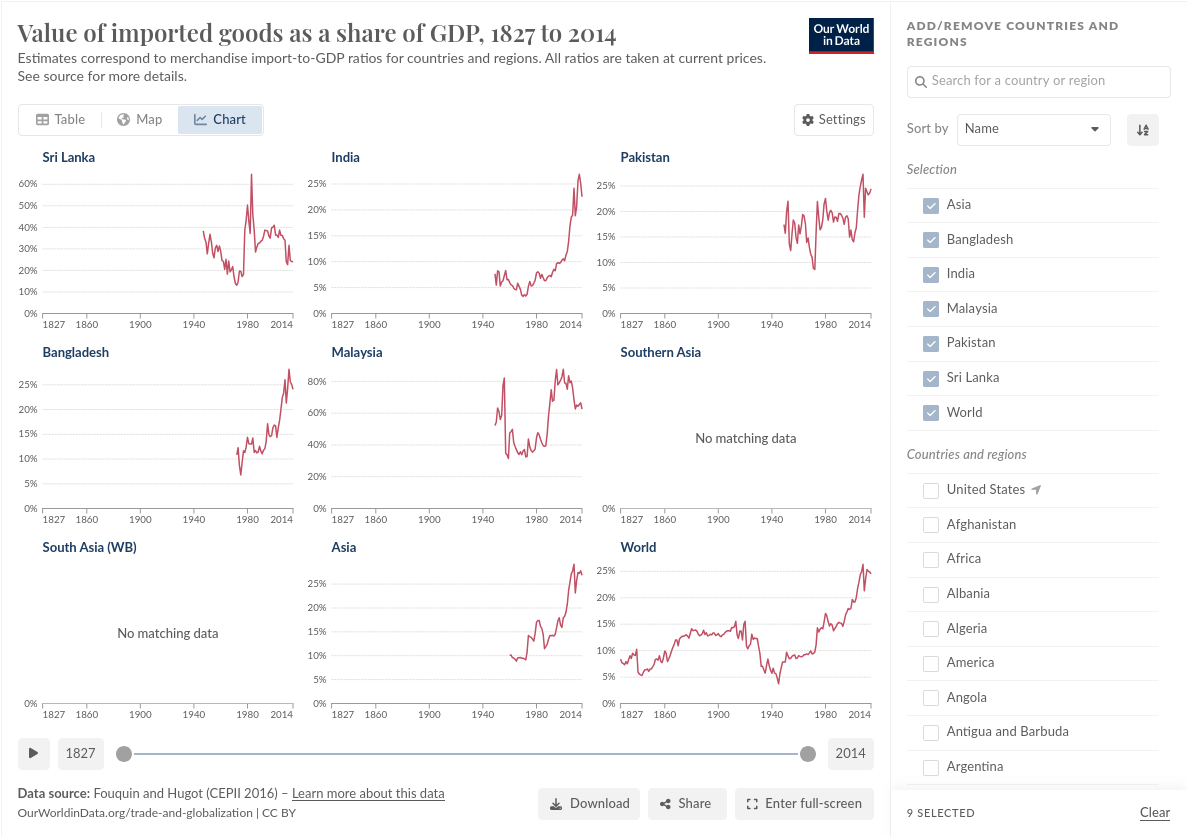 Value of imported goods as a share of GDP, 1827 to 2014
Estimates correspond to merchandise import-to-GDP ratios for countries and regions. All ratios are taken at current prices.
See source for more details.
Our World
in Data
Table
Map
Chart
Settings
Sri Lanka
60%
50%
40%
30%
20%
10%
0%
1827 1860 1900 1940 1980 2014
India
25%
20%
15%
10%
5%
0%
1827 1860 1900 1940 1980 2014
Pakistan
25%
20%
15%
10%
5%
0%
1827 1860 1900 1940 1980 2014
Bangladesh
25%
20%
15%
10%
5%
0%
1827 1860 1900 1940 1980 2014
Malaysia
80%
60%
40%
20%
0%
1827 1860 1900 1940 1980 2014
Southern Asia
No matching data
0%
1827 1860 1900 1940 1980 2014
South Asia (WB)
No matching data
0%
1827 1860 1900 1940 1980 2014
Asia
25%
20%
15%
10%
5%
0%
1827 1860 1900 1940 1980 2014
World
25%
20%
15%
10%
5%
0%
1827 1860 1900 1940 1980 2014
1827
2014
Data source: Fouquin and Hugot (CEPII 2016) – Learn more about this data
OurWorldinData.org/trade-and-globalization | CC BY
Download
Share
Enter full-screen
ADD/REMOVE COUNTRIES AND
REGIONS
Search for a country or region
Sort by
Name
Selection
Asia
Bangladesh
India
Malaysia
Pakistan
Sri Lanka
World
Countries and regions
United States
Afghanistan
Africa
Albania
Algeria
America
Angola
Antigua and Barbuda
Argentina
9 SELECTED
Clear